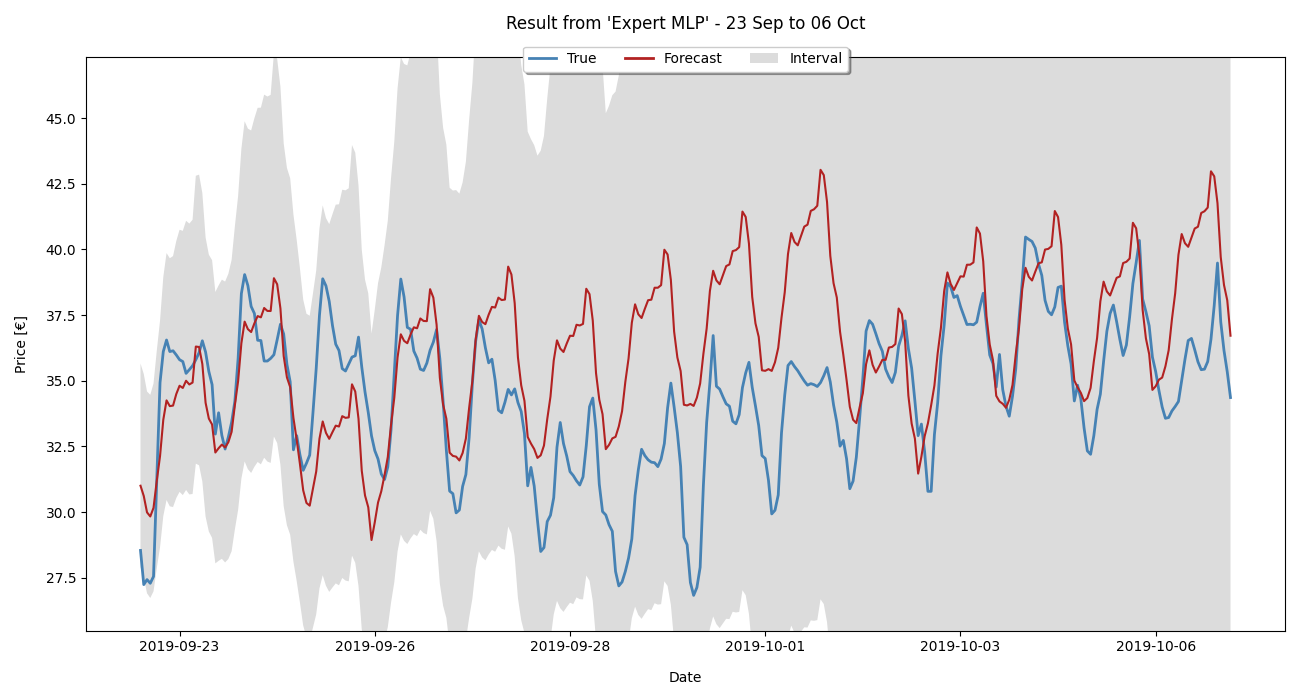 Result from 'Expert MLP' - 23 Sep to 06 Oct
True Forecast Interval
Price [€]
45.0
42.5
40.0
37.5
35.0
32.5
30.0
27.5
2019-09-23 2019-09-26 2019-09-28 2019-10-01 2019-10-03 2019-10-06
Date